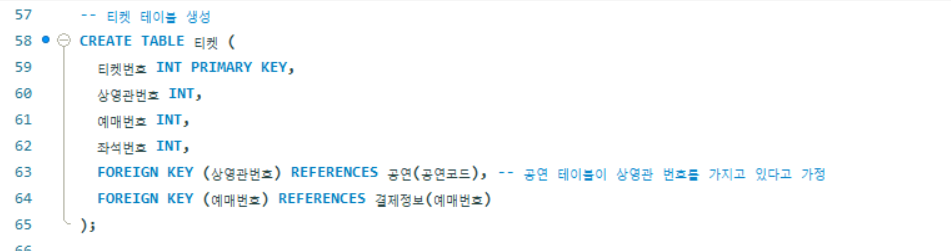 57 -- 티켓 테이블 생성
58 CREATE TABLE 티켓 (
59 티켓번호 INT PRIMARY KEY,
60 상영관번호 INT,
61 예매번호 INT,
62 좌석번호 INT,
63 FOREIGN KEY (상영관번호) REFERENCES 공연(공연코드), -- 공연 테이블이 상영관 번호를 가지고 있다고 가정
64 FOREIGN KEY (예매번호) REFERENCES 결제정보(예매번호)
65 );
66